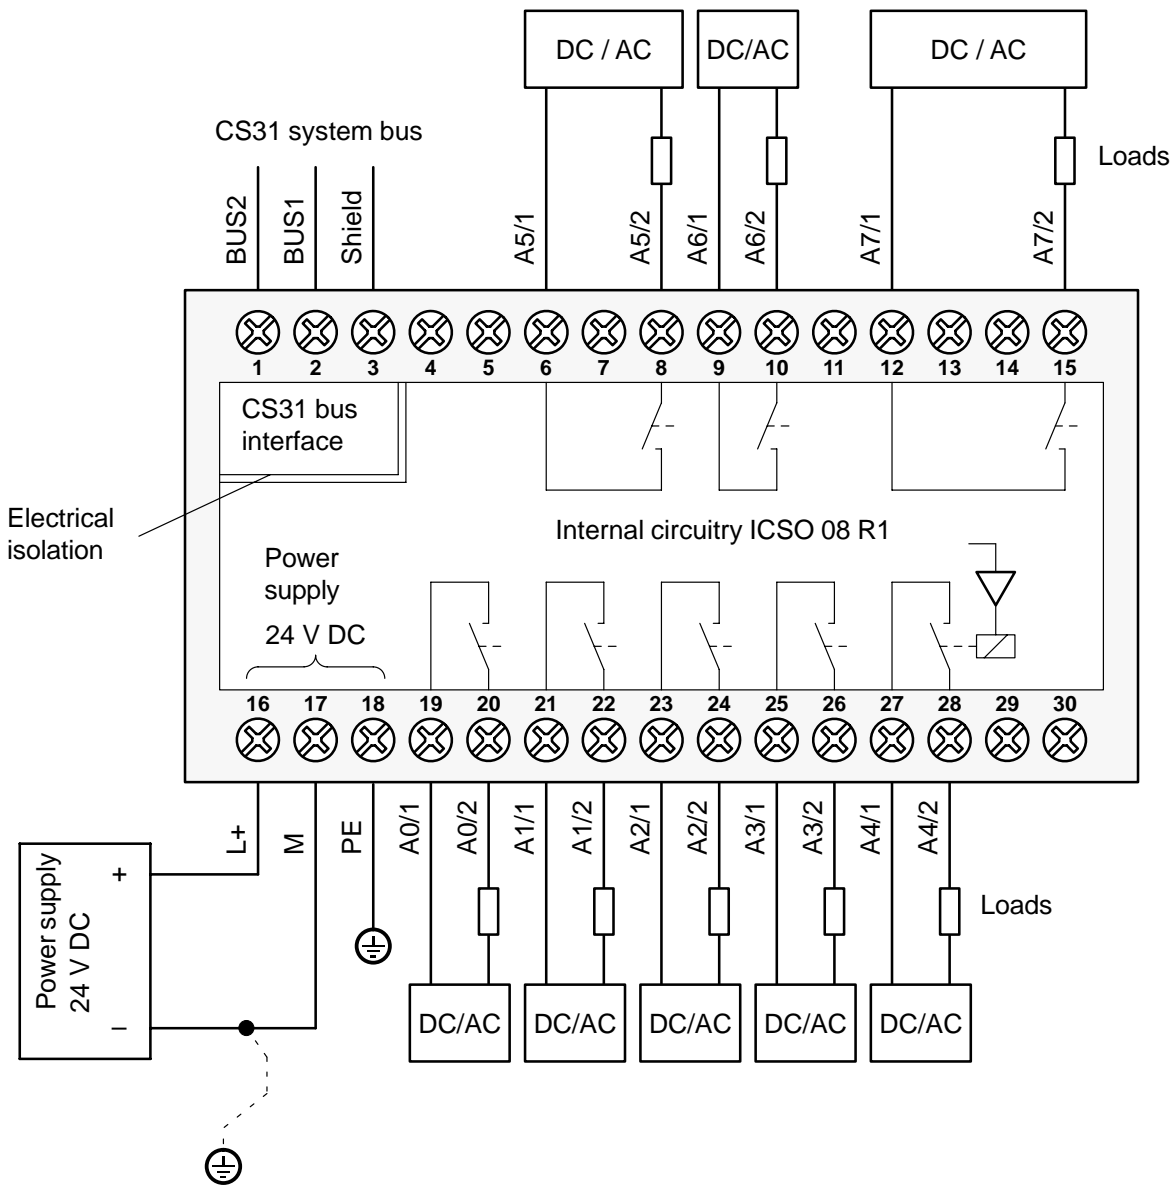 DC / AC
DC/AC
DC / AC
CS31 system bus
Loads
BUS2
BUS1
Shield
A5/1
A5/2
A6/1
A6/2
A7/1
A7/2
1 2 3 4 5 6 7 8 9 10 11 12 13 14 15
CS31 bus
interface
Electrical
isolation
Internal circuitry ICSO 08 R1
Power
supply
24 V DC
16 17 18 19 20 21 22 23 24 25 26 27 28 29 30
L+
M
PE
A0/1
A0/2
A1/1
A1/2
A2/1
A2/2
A3/1
A3/2
A4/1
A4/2
Power supply
24 V DC
+
–
Loads
DC/AC
DC/AC
DC/AC
DC/AC
DC/AC